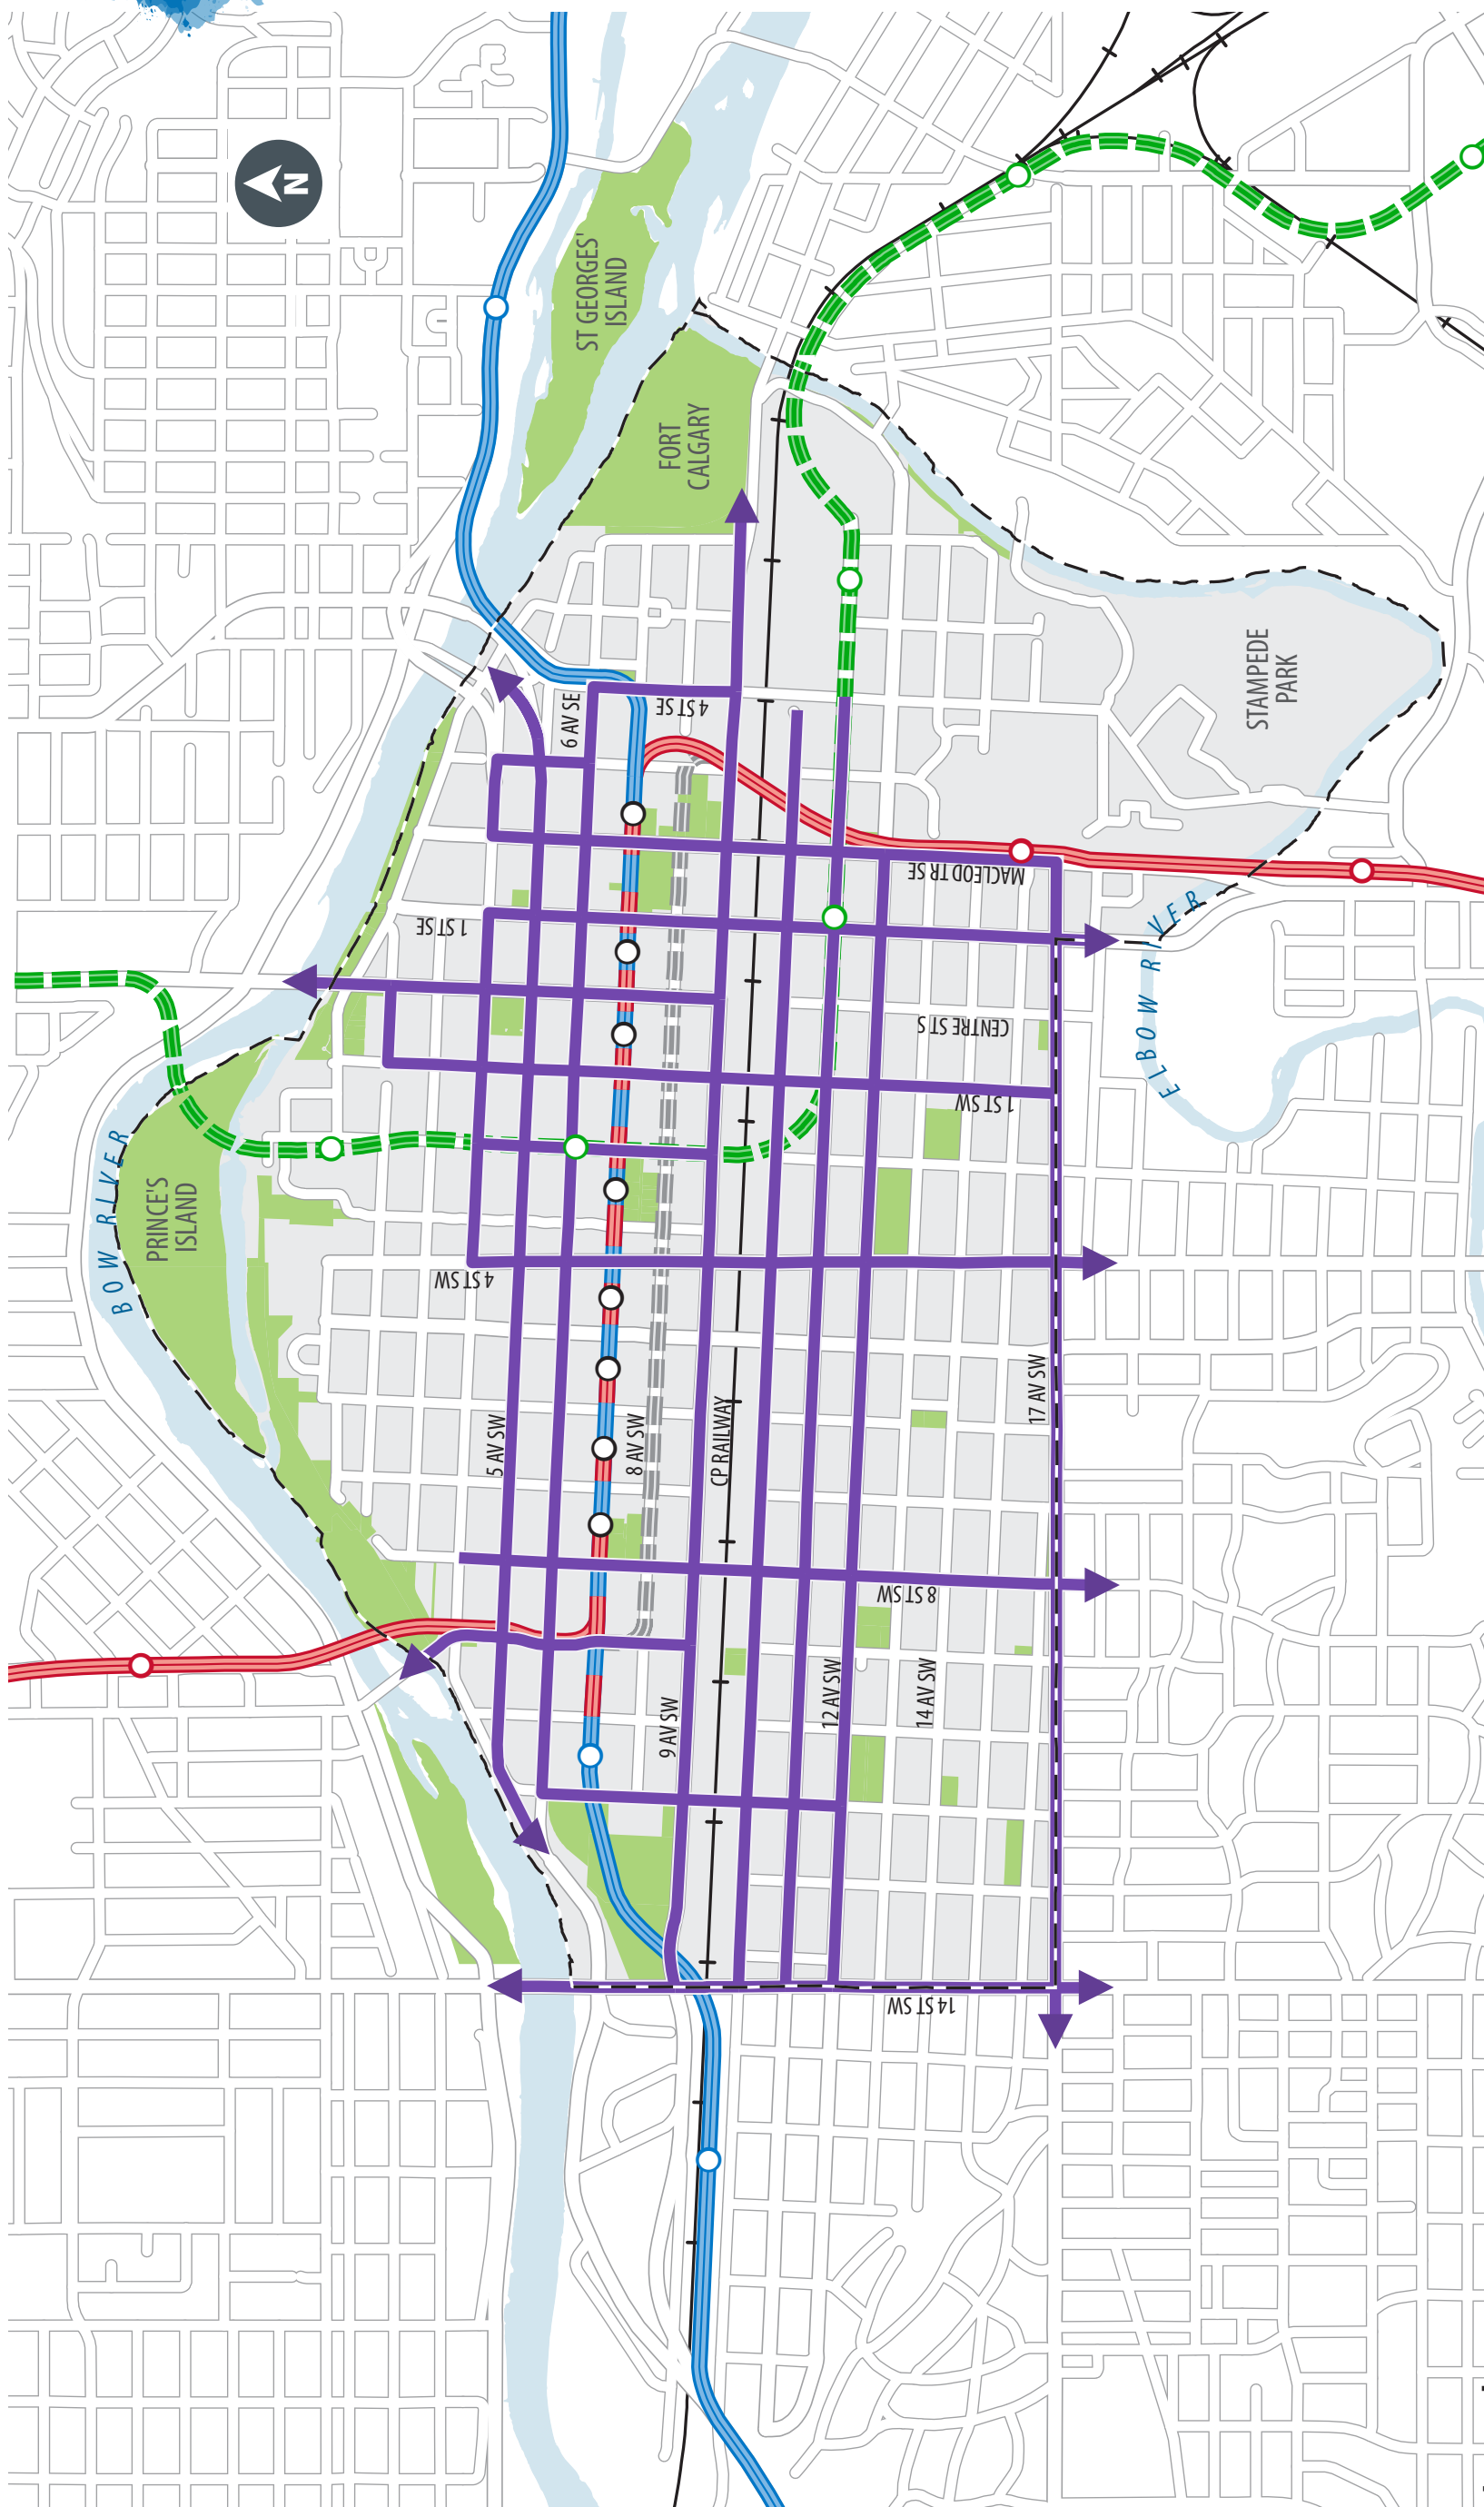 N
ST GEORGES'
ISLAND
FORT
CALGARY
STAMPEDE
PARK
6 AV SE
4 ST SE
MACLEOD TR SE
1 ST SE
ELBOW RIVER
CENTRE ST S
1 ST SW
BOW RIVER
PRINCE'S
ISLAND
4 ST SW
17 AV SW
5 AV SW
8 AV SW
CP RAILWAY
8 ST SW
12 AV SW
14 AV SW
9 AV SW
14 ST SW